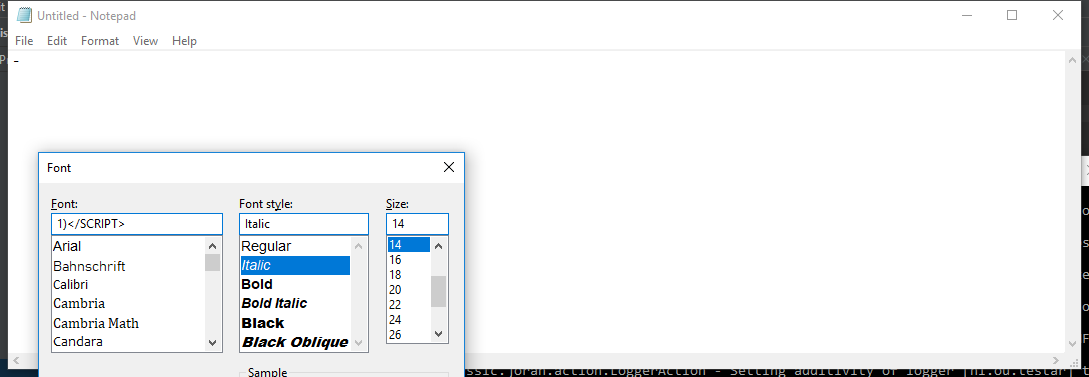 Untitled - Notepad
File Edit Format View Help
-
Font
Font: Font style: Size:
1)</SCRIPT> Italic 14
Arial Regular 14
Bahnschrift Italic 16
Calibri Bold 18
Cambria Bold Italic 20
Cambria Math Black 22
Candara Black Oblique 24
26
Sample
ssic.joran.action.LoggerAction - Setting additivity of logger [nl.ou.testar]